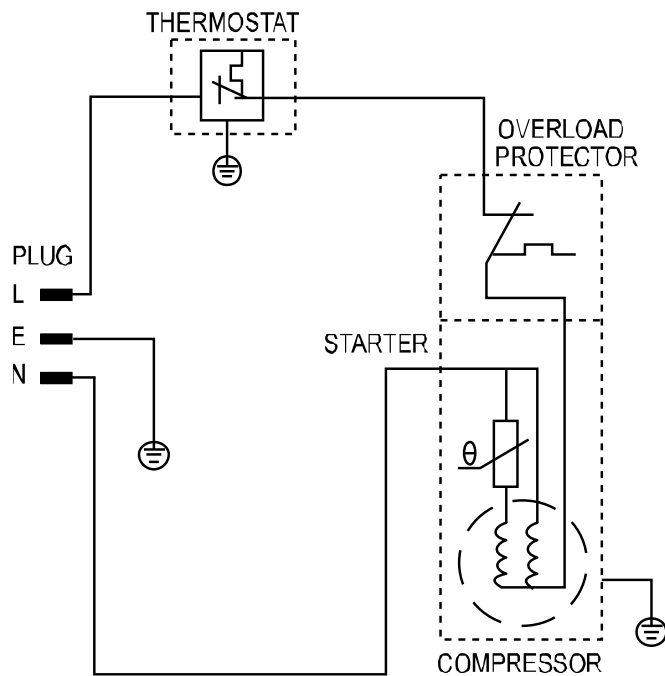 THERMOSTAT
OVERLOAD
PROTECTOR
PLUG
L
E
N
STARTER
θ
COMPRESSOR